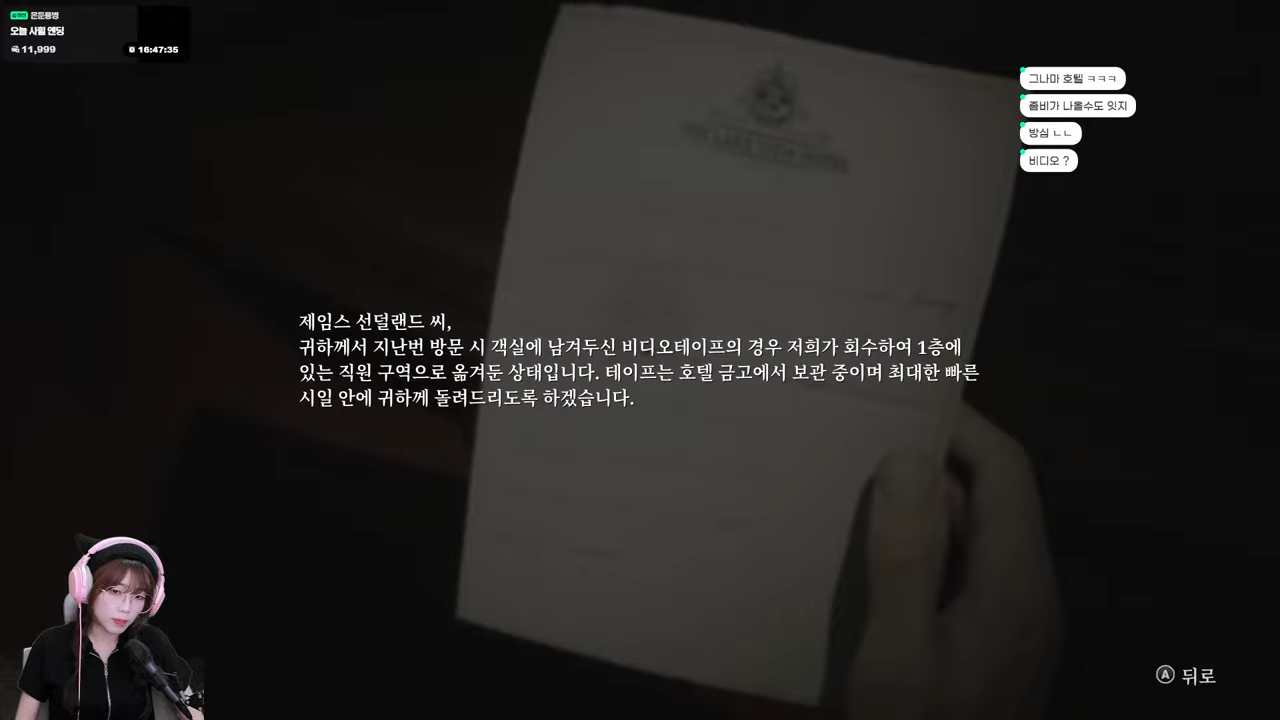 은둔용병
오늘 사힐 엔딩
11,999
16:47:35
그나마 호텔 ㅋㅋㅋ
좀비가 나올수도 잇지
방심 ㄴㄴ
비디오 ?
제임스 선덜랜드 씨,
귀하께서 지난번 방문 시 객실에 남겨두신 비디오테이프의 경우 저희가 회수하여 1층에
있는 직원 구역으로 옮겨둔 상태입니다. 테이프는 호텔 금고에서 보관 중이며 최대한 빠른
시일 안에 귀하께 돌려드리도록 하겠습니다.
A 뒤로